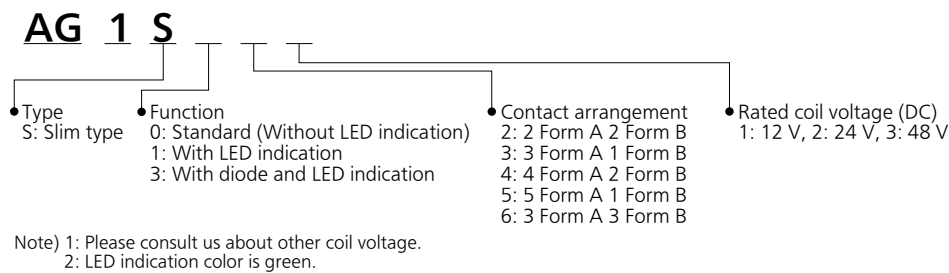 AG 1 S _ _ _
Type
S: Slim type
Function
0: Standard (Without LED indication)
1: With LED indication
3: With diode and LED indication
Contact arrangement
2: 2 Form A 2 Form B
3: 3 Form A 1 Form B
4: 4 Form A 2 Form B
5: 5 Form A 1 Form B
6: 3 Form A 3 Form B
Rated coil voltage (DC)
1: 12 V, 2: 24 V, 3: 48 V
Note) 1: Please consult us about other coil voltage.
2: LED indication color is green.